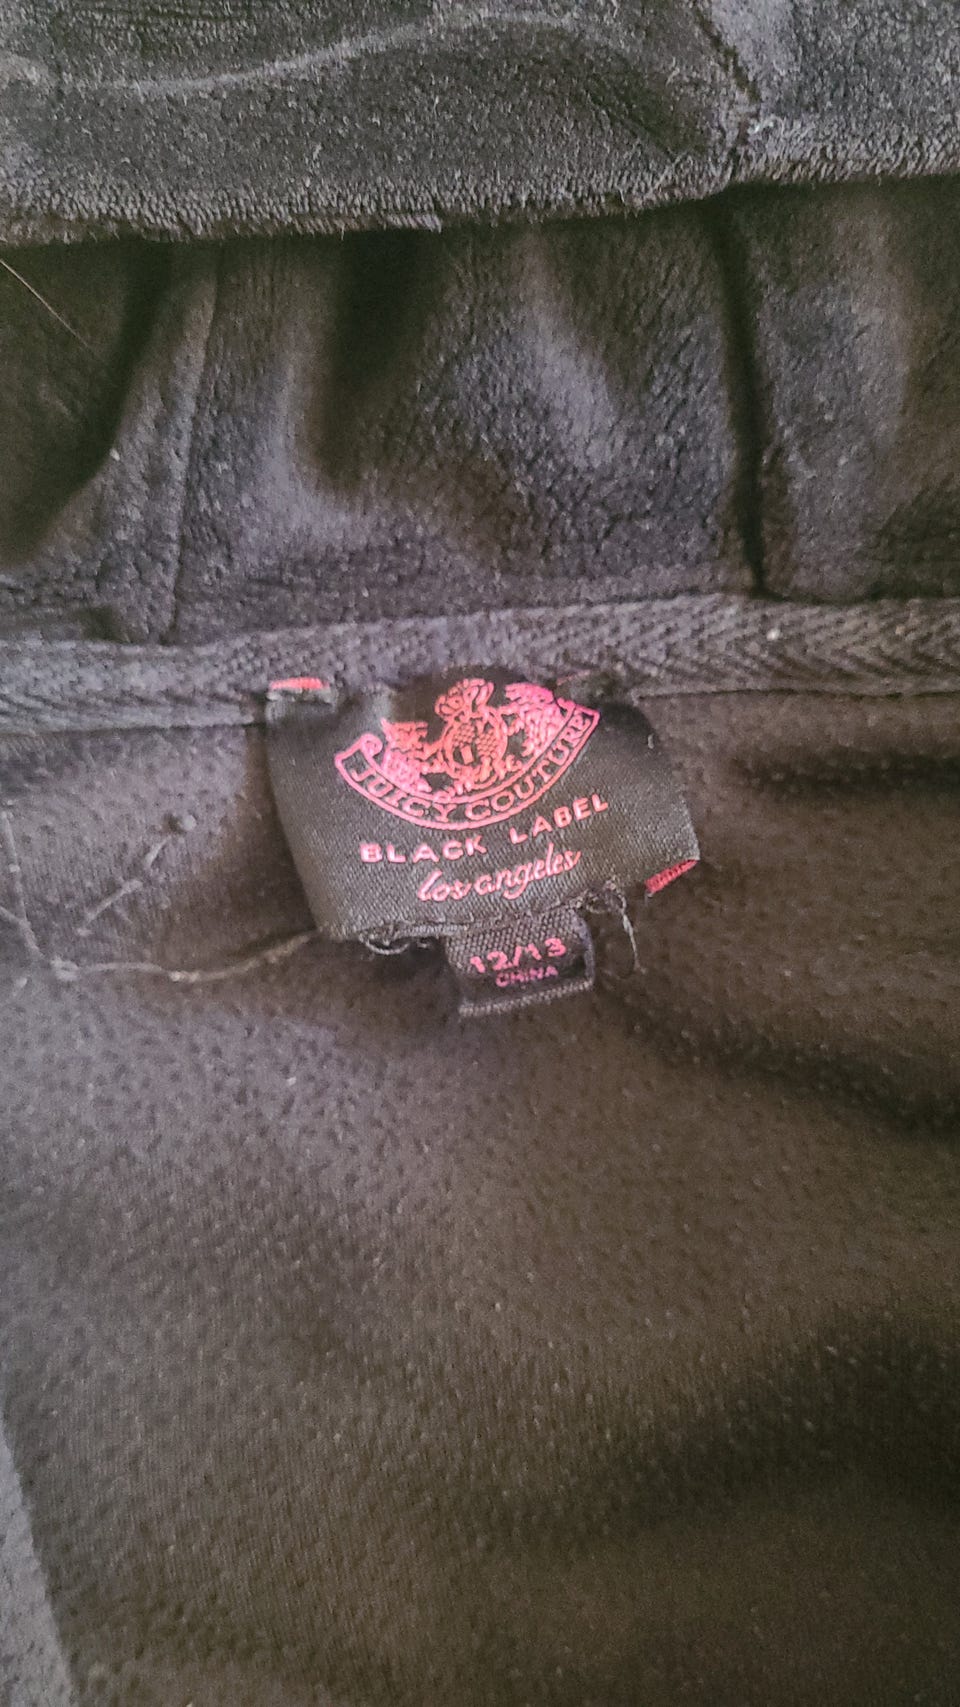 JUICY COUTURE
BLACK LABEL
los angeles
12/13
CHINA